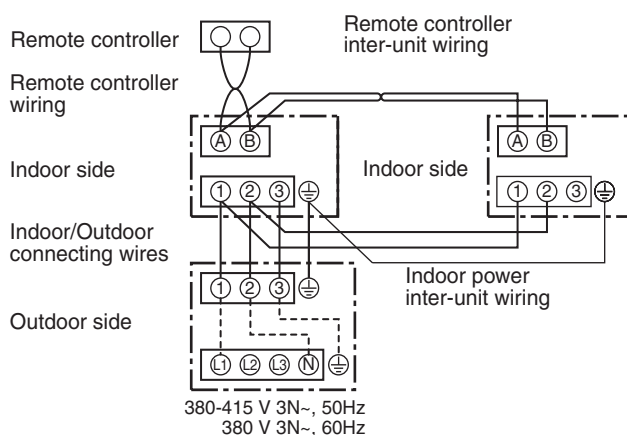 Remote controller
Remote controller
inter-unit wiring
Remote controller
wiring
A B
A B
Indoor side
Indoor side
1 2 3
1 2 3
Indoor/Outdoor
connecting wires
Indoor power
inter-unit wiring
1 2 3
Outdoor side
L1 L2 L3 N
380-415 V 3N~, 50Hz
380 V 3N~, 60Hz